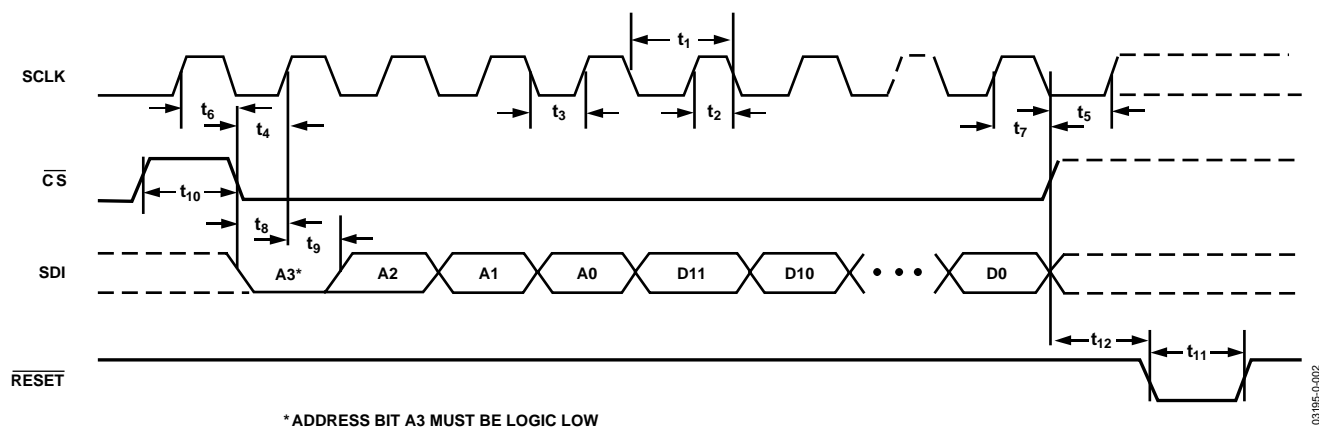 t1
SCLK
t6
t4
t3
t2
t7
t5
CS
t10
t8
t9
SDI
A3*
A2
A1
A0
D11
D10
• • •
D0
t12
t11
RESET
* ADDRESS BIT A3 MUST BE LOGIC LOW
03195-0-002